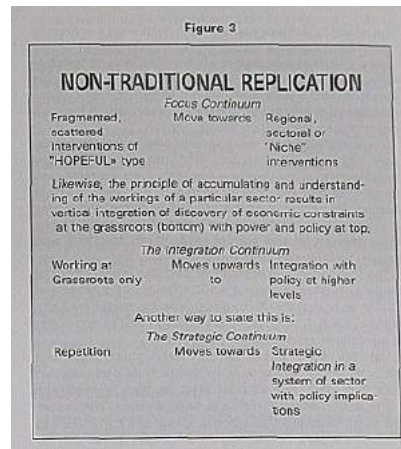 Figure 3
NON-TRADITIONAL REPLICATION
Focus Continuum
Fragmented, Move towards Regional,
scattered sectoral or
Interventions of "Niche"
"HOPEFUL» type interventions
Likewise, the principle of accumulating and understand-
ing of the workings of a particular sector results in
vertical integration of discovery of economic constraints
at the grassroots (bottom) with power and policy at top.
The Integration Continuum
Working at Moves upwards Integration with
Grassroots only to policy at higher
levels
Another way to state this is:
The Strategic Continuum
Repetition Moves towards Strategic
Integration in a
system of sector
with policy implica-
tions